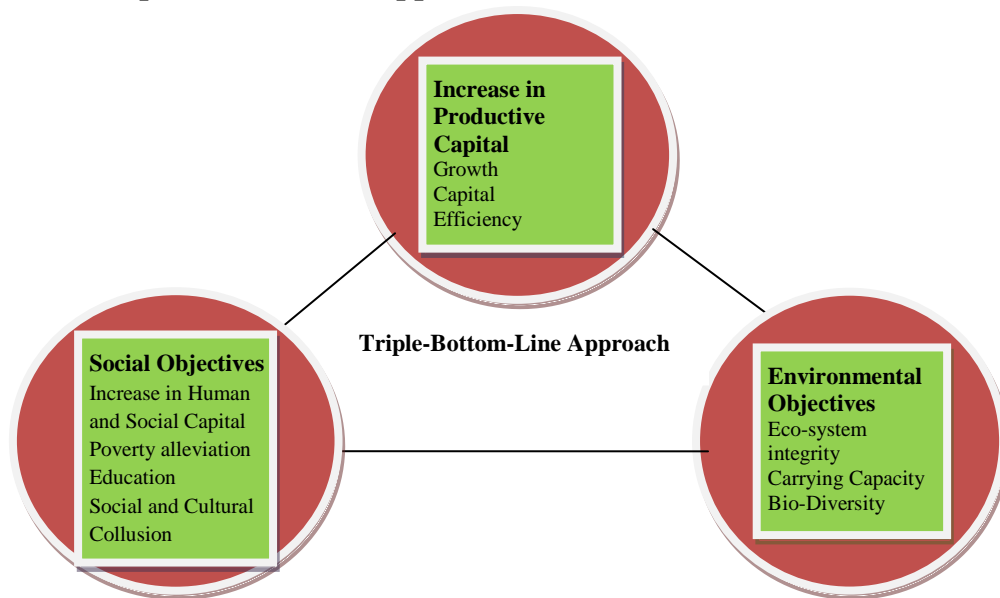 Increase in
Productive
Capital
Growth
Capital
Efficiency
Triple-Bottom-Line Approach
Social Objectives
Increase in Human
and Social Capital
Poverty alleviation
Education
Social and Cultural
Collusion
Environmental
Objectives
Eco-system
integrity
Carrying Capacity
Bio-Diversity